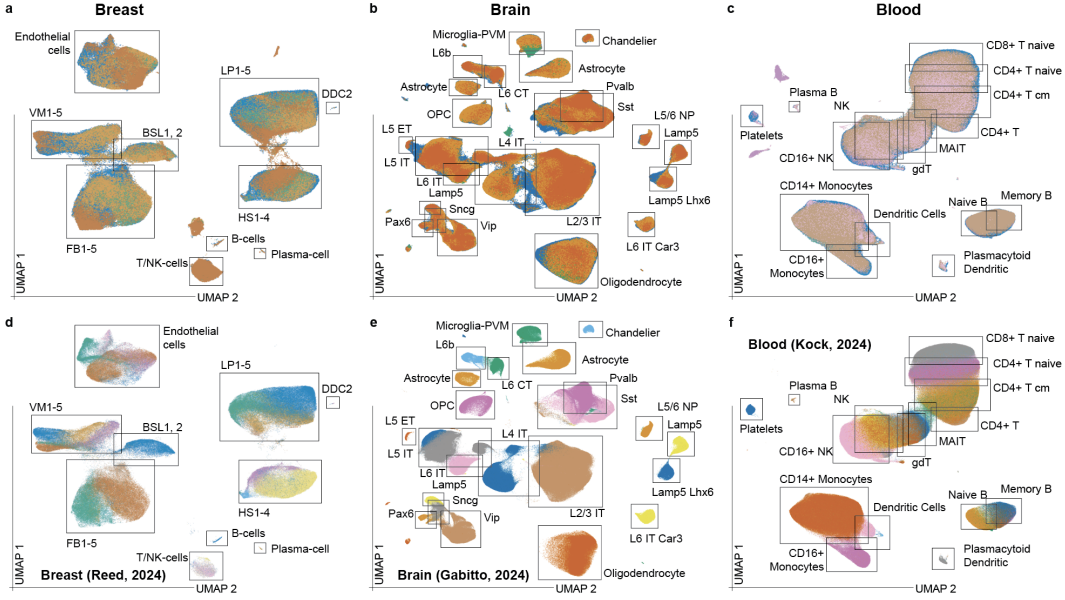 a
Breast
Endothelial
cells
VM1-5
BSL1, 2
FB1-5
LP1-5
DDC2
HS1-4
B-cells
T/NK-cells
Plasma-cell
UMAP 1
UMAP 2
b
Brain
Microglia-PVM
Chandelier
L6b
Astrocyte
Astrocyte
L6 CT
Pvalb
OPC
Sst
L5/6 NP
L5 ET
L4 IT
Lamp5
L5 IT
L6 IT
Lamp5
Lamp5 Lhx6
Sncg
Pax6
Vip
L2/3 IT
L6 IT Car3
Oligodendrocyte
UMAP 1
UMAP 2
c
Blood
CD8+ T naive
CD4+ T naive
Plasma B
NK
CD4+ T cm
Platelets
CD4+ T
MAIT
CD16+ NK
gdT
CD14+ Monocytes
Memory B
Dendritic Cells
Naive B
CD16+
Monocytes
Plasmacytoid
Dendritic
UMAP 1
UMAP 2
d
Endothelial
cells
LP1-5
DDC2
VM1-5
BSL1, 2
HS1-4
FB1-5
B-cells
Plasma-cell
T/NK-cells
Breast (Reed, 2024)
UMAP 1
UMAP 2
e
Microglia-PVM
Chandelier
L6b
Astrocyte
Astrocyte
L6 CT
Pvalb
OPC
Sst
L5/6 NP
L5 ET
L4 IT
Lamp5
L5 IT
L6 IT
Lamp5
Lamp5 Lhx6
Sncg
Pax6
Vip
L2/3 IT
L6 IT Car3
Oligodendrocyte
Brain (Gabitto, 2024)
UMAP 1
UMAP 2
f
Blood (Kock, 2024)
CD8+ T naive
CD4+ T naive
Plasma B
NK
CD4+ T cm
Platelets
CD4+ T
MAIT
CD16+ NK
gdT
CD14+ Monocytes
Memory B
Dendritic Cells
Naive B
CD16+
Monocytes
Plasmacytoid
Dendritic
UMAP 1
UMAP 2